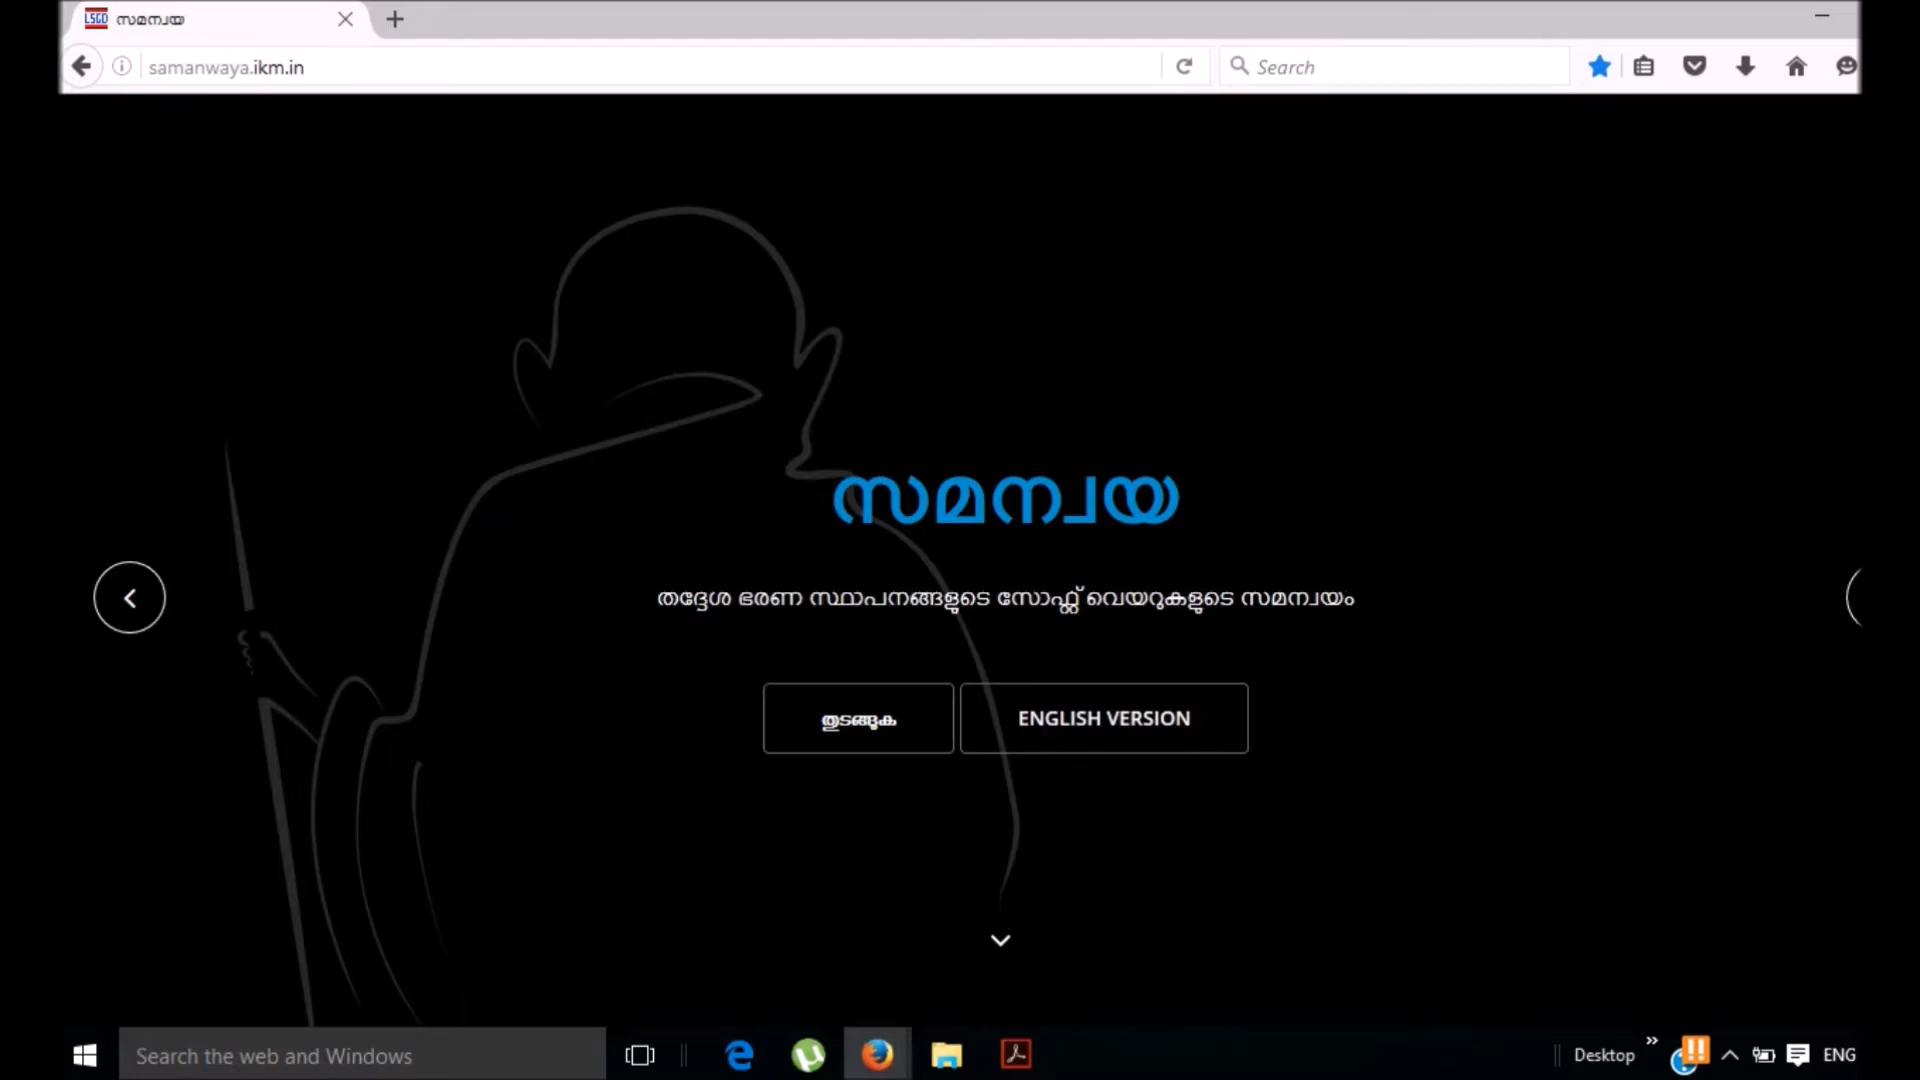 LSGD സമന്വയ
samanwaya.ikm.in
Search
സമന്വയ
തദ്ദേശ ഭരണ സ്ഥാപനങ്ങളുടെ സോഫ്റ്റ് വെയറുകളുടെ സമന്വയം
തുടങ്ങുക
ENGLISH VERSION
Search the web and Windows
Desktop
ENG